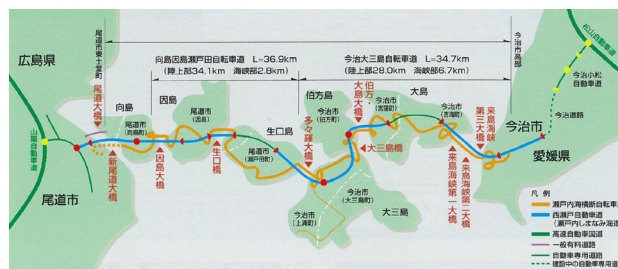 広島県
尾道市東土堂町
向島因島瀬戸田自転車道 L=36.9km
(陸上部34.1km 海峡部2.8km)
今治大三島自転車道 L=34.7km
(陸上部28.0km 海峡部6.7km)
今治市高部
松山自動車道
今治小松
自動車道
今治道路
尾道大橋
向島
因島
尾道市
(向島町)
尾道市
(因島)
生口島
尾道市
(瀬戸田町)
伯方島
今治市
(伯方町)
伯方・
大島大橋
大島
今治市
(宮窪町)
今治市
(吉海町)
来島海峡
第三大橋
今治市
愛媛県
山陽自動車道
尾道市
新尾道大橋
因島大橋
生口橋
多々羅大橋
大三島橋
来島海峡第一大橋
来島海峡第二大橋
今治市
(大三島町)
大三島
今治市
(上浦町)
凡 例
瀬戸内海横断自転車
西瀬戸自動車道
(瀬戸内しまなみ海道
高速自動車国道
一般有料道路
自動車専用道路
建設中の自動車専用道